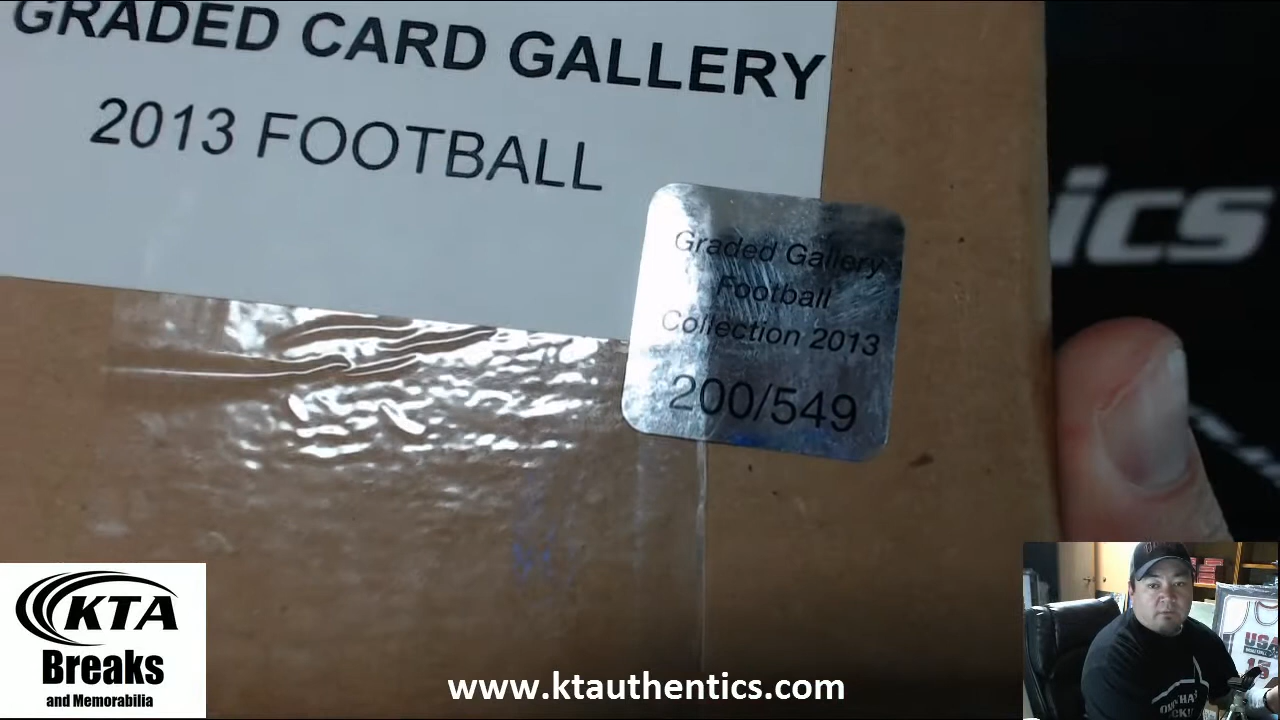 GRADED CARD GALLERY
2013 FOOTBALL
ics
Graded Gallery
Football
Collection 2013
200/549
KTA
Breaks
and Memorabilia
www.ktauthentics.com
USA